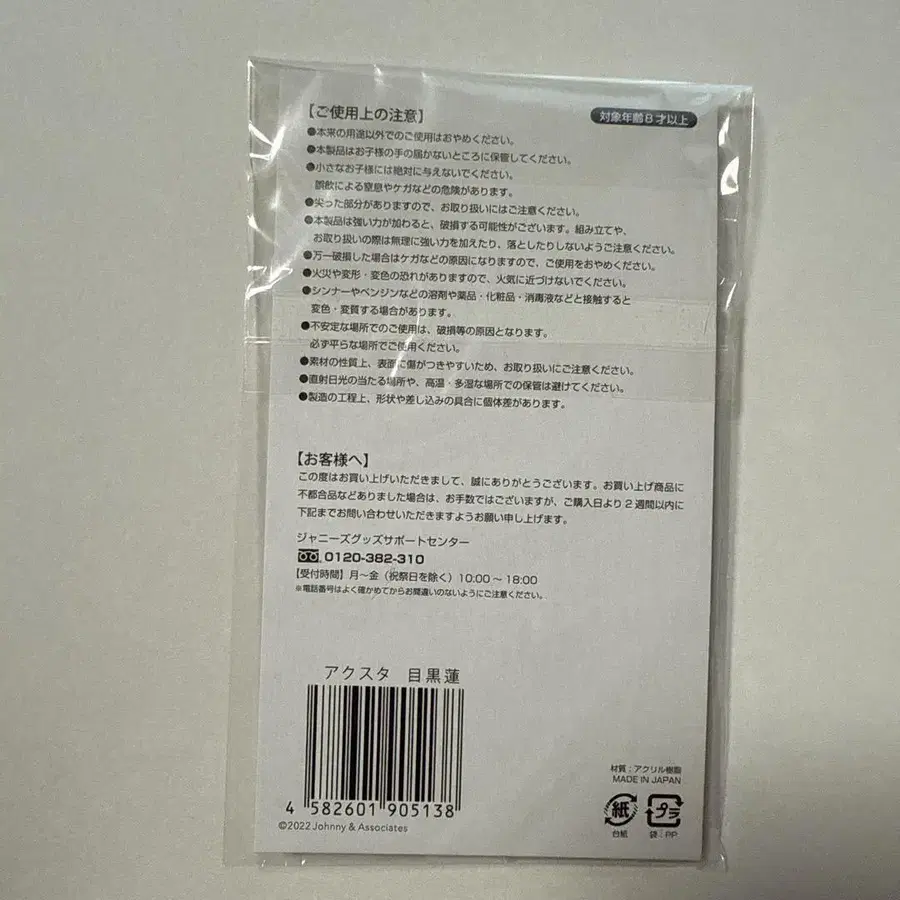 【ご使用上の注意】
対象年齢8才以上
●本来の用途以外でのご使用はおやめください。
●本製品はお子様の手の届かないところに保管してください。
●小さなお子様には絶対に与えないでください。
誤飲による窒息やケガなどの危険があります。
●尖った部分がありますので、お取り扱いにはご注意ください。
●本製品は強い力が加わると、破損する可能性がございます。組み立てや、
お取り扱いの際は無理に強い力を加えたり、落としたりしないようご注意ください。
●万一破損した場合はケガなどの原因になりますので、ご使用をおやめください。
●火災や変形・変色の恐れがありますので、火気に近づけないでください。
●シンナーやベンジンなどの溶剤や薬品・化粧品・消毒液などと接触すると
変色・変質する場合があります。
●不安定な場所でのご使用は、破損等の原因となります。
必ず平らな場所でご使用ください。
●素材の性質上、表面に傷がつきやすいため、お取り扱いにご注意ください。
●直射日光の当たる場所や、高温・多湿な場所での保管は避けてください。
●製造の工程上、形状や差し込みの具合に個体差があります。
【お客様へ】
この度はお買い上げいただきまして、誠にありがとうございます。お買い上げ商品に
不都合品などありました場合は、お手数ではございますが、ご購入日より2週間以内に
下記までお問い合わせいただきますようお願い申し上げます。
ジャニーズグッズサポートセンター
0120-382-310
【受付時間】月～金（祝祭日を除く）10:00～18:00
※電話番号はよく確かめてからお間違いのないようにご注意ください。
アクスタ 目黒蓮
4 582601 905138
©2022 Johnny & Associates
材質：アクリル樹脂
MADE IN JAPAN
紙 プラ
台紙 袋：PP